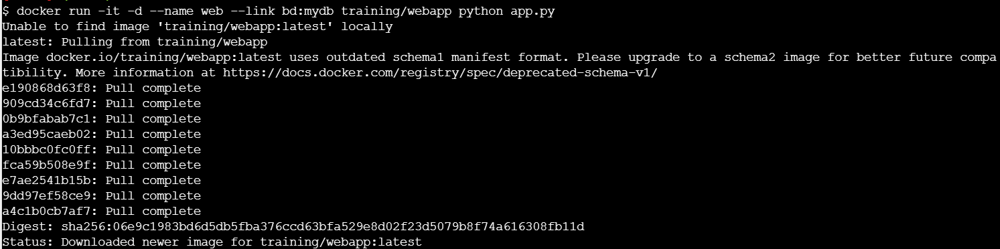 $ docker run -it -d --name web --link bd:mydb training/webapp python app.py
Unable to find image 'training/webapp:latest' locally
latest: Pulling from training/webapp
Image docker.io/training/webapp:latest uses outdated schema1 manifest format. Please upgrade to a schema2 image for better future compa
tibility. More information at https://docs.docker.com/registry/spec/deprecated-schema-v1/
e190868d63f8: Pull complete
909cd34c6fd7: Pull complete
0b9bfabab7c1: Pull complete
a3ed95caeb02: Pull complete
10bbbc0fc0ff: Pull complete
fca59b508e9f: Pull complete
e7ae2541b15b: Pull complete
9dd97ef58ce9: Pull complete
a4c1b0cb7af7: Pull complete
Digest: sha256:06e9c1983bd6d5db5fba376ccd63bfa529e8d02f23d5079b8f74a616308fb11d
Status: Downloaded newer image for training/webapp:latest